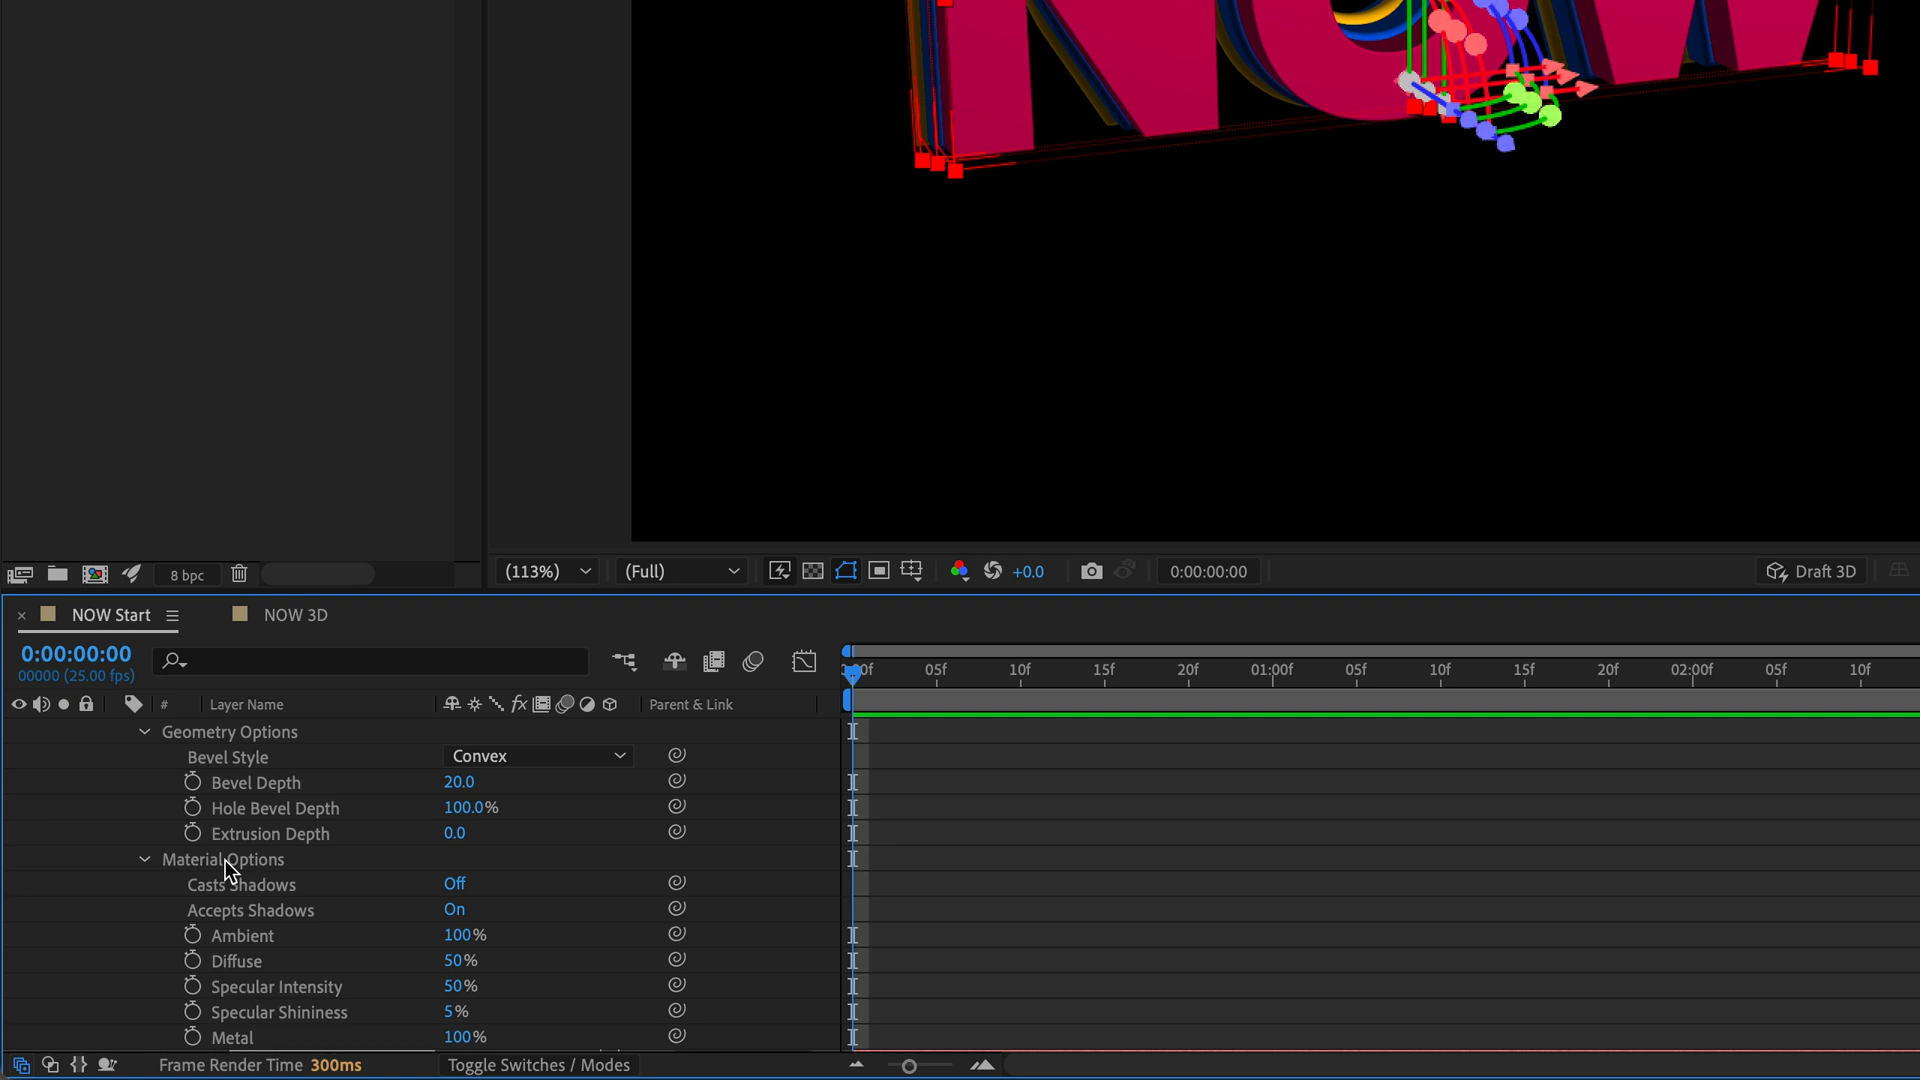 NOW
8 bpc
(113%)
(Full)
+0.0
0:00:00:00
Draft 3D
NOW Start
NOW 3D
0:00:00:00
00000 (25.00 fps)
05f 10f 15f 20f 01:00f 05f 10f 15f 20f 02:00f 05f 10f
# Layer Name
Parent & Link
Geometry Options
Bevel Style Convex
Bevel Depth 20.0
Hole Bevel Depth 100.0%
Extrusion Depth 0.0
Material Options
Casts Shadows Off
Accepts Shadows On
Ambient 100%
Diffuse 50%
Specular Intensity 50%
Specular Shininess 5%
Metal 100%
Frame Render Time 300ms
Toggle Switches / Modes